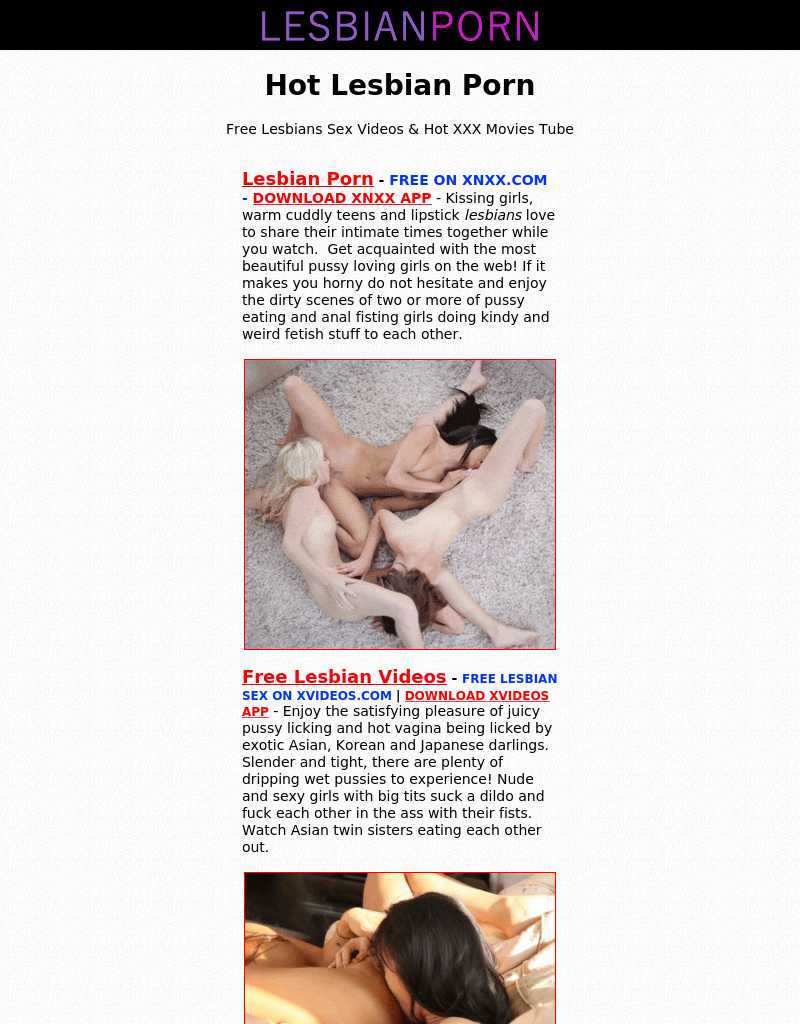 LESBIANPORN
Hot Lesbian Porn
Free Lesbians Sex Videos & Hot XXX Movies Tube
Lesbian Porn - FREE ON XNXX.COM
- DOWNLOAD XNXX APP - Kissing girls,
warm cuddly teens and lipstick lesbians love
to share their intimate times together while
you watch.  Get acquainted with the most
beautiful pussy loving girls on the web! If it
makes you horny do not hesitate and enjoy
the dirty scenes of two or more of pussy
eating and anal fisting girls doing kindy and
weird fetish stuff to each other.
Free Lesbian Videos - FREE LESBIAN
SEX ON XVIDEOS.COM | DOWNLOAD XVIDEOS
APP - Enjoy the satisfying pleasure of juicy
pussy licking and hot vagina being licked by
exotic Asian, Korean and Japanese darlings.
Slender and tight, there are plenty of
dripping wet pussies to experience! Nude
and sexy girls with big tits suck a dildo and
fuck each other in the ass with their fists.
Watch Asian twin sisters eating each other
out.